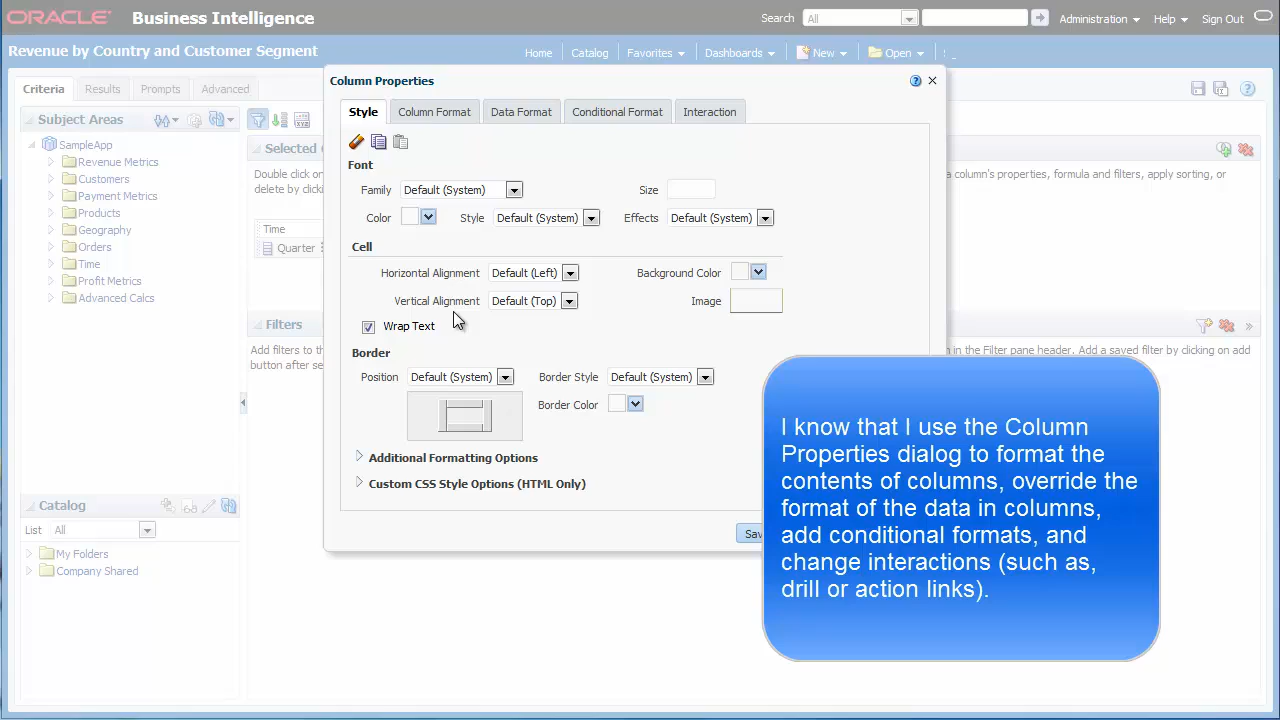 ORACLE Business Intelligence
Search All Administration Help Sign Out
Revenue by Country and Customer Segment
Home Catalog Favorites Dashboards New Open
Column Properties
Criteria Results Prompts Advanced
Style Column Format Data Format Conditional Format Interaction
Subject Areas
SampleApp
Revenue Metrics
Customers
Payment Metrics
Products
Geography
Orders
Time
Profit Metrics
Advanced Calcs
Selected
Double click on
delete by clicki
a column's properties, formula and filters, apply sorting, or
Time
Quarter
Font
Family Default (System) Size
Color Style Default (System) Effects Default (System)
Cell
Horizontal Alignment Default (Left) Background Color
Vertical Alignment Default (Top) Image
Wrap Text
Filters
Add filters to th
button after se
in the Filter pane header. Add a saved filter by clicking on add
Border
Position Default (System) Border Style Default (System)
Border Color
Additional Formatting Options
Custom CSS Style Options (HTML Only)
Catalog
List All
My Folders
Company Shared
I know that I use the Column
Properties dialog to format the
contents of columns, override the
format of the data in columns,
add conditional formats, and
change interactions (such as,
drill or action links).